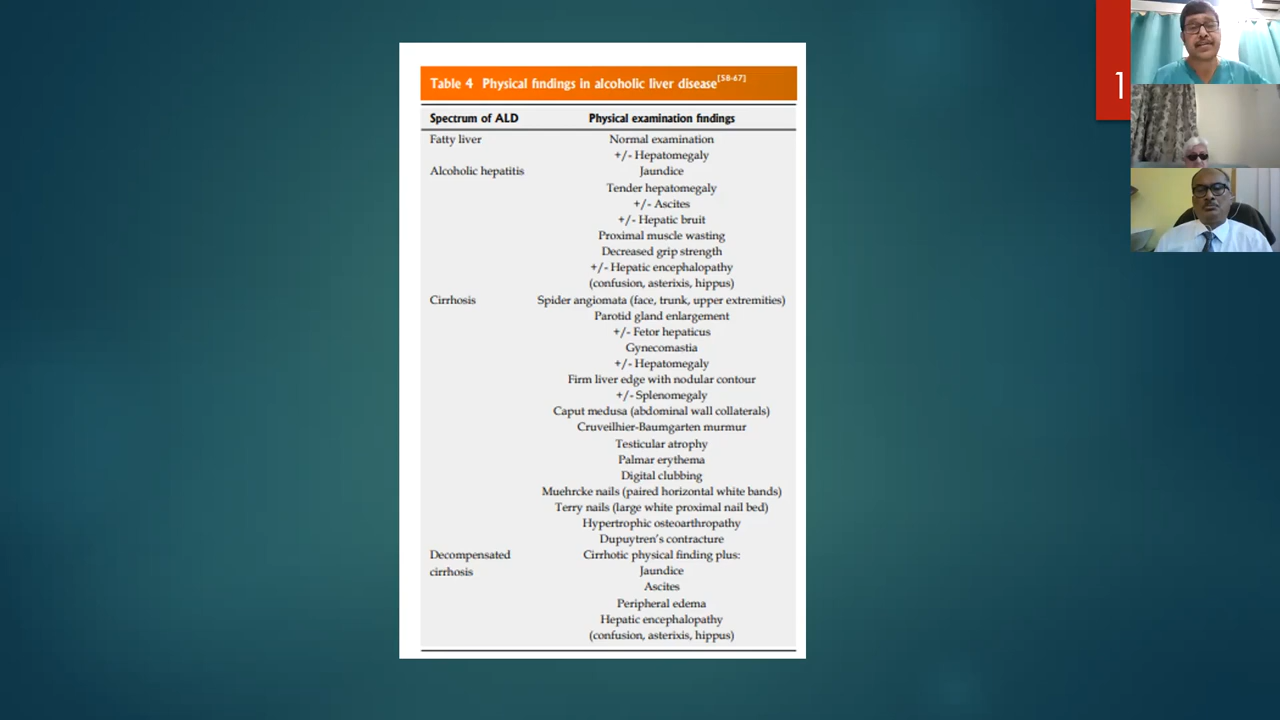 Table 4 Physical findings in alcoholic liver disease[58-67]
Spectrum of ALD Physical examination findings
Fatty liver Normal examination
+/- Hepatomegaly
Alcoholic hepatitis Jaundice
Tender hepatomegaly
+/- Ascites
+/- Hepatic bruit
Proximal muscle wasting
Decreased grip strength
+/- Hepatic encephalopathy
(confusion, asterixis, hippus)
Cirrhosis Spider angiomata (face, trunk, upper extremities)
Parotid gland enlargement
+/- Fetor hepaticus
Gynecomastia
+/- Hepatomegaly
Firm liver edge with nodular contour
+/- Splenomegaly
Caput medusa (abdominal wall collaterals)
Cruveilhier-Baumgarten murmur
Testicular atrophy
Palmar erythema
Digital clubbing
Muehrcke nails (paired horizontal white bands)
Terry nails (large white proximal nail bed)
Hypertrophic osteoarthropathy
Dupuytren's contracture
Decompensated Cirrhotic physical finding plus:
cirrhosis Jaundice
Ascites
Peripheral edema
Hepatic encephalopathy
(confusion, asterixis, hippus)
1